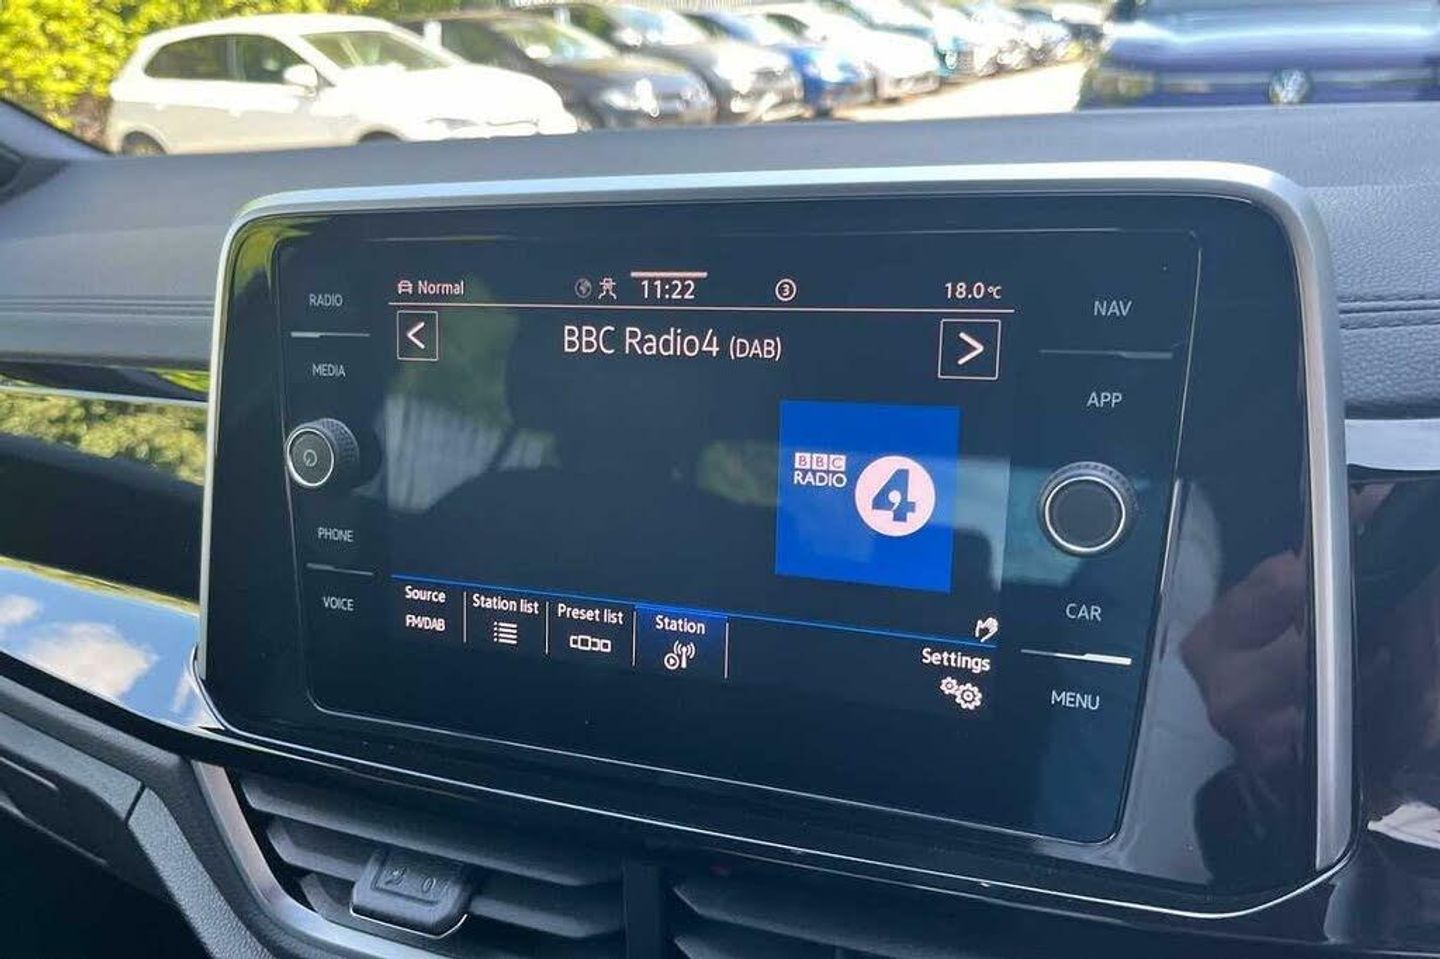 RADIO
MEDIA
PHONE
VOICE
Normal
11:22
3
18.0°C
BBC Radio4 (DAB)
BBC
RADIO
4
Source
FM/DAB
Station list
Preset list
Station
Settings
NAV
APP
CAR
MENU